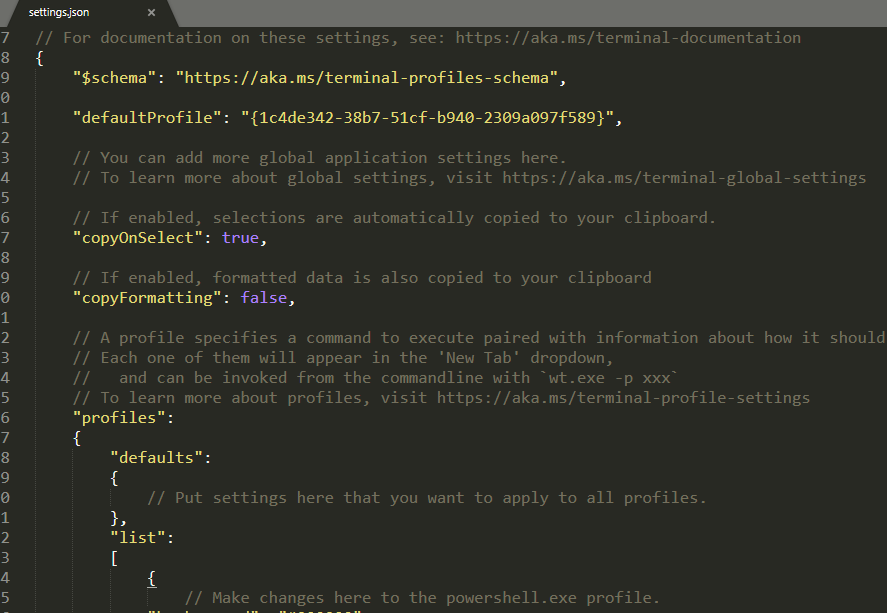 settings.json ×
7 // For documentation on these settings, see: https://aka.ms/terminal-documentation
8 {
9 "$schema": "https://aka.ms/terminal-profiles-schema",
0
1 "defaultProfile": "{1c4de342-38b7-51cf-b940-2309a097f589}",
2
3 // You can add more global application settings here.
4 // To learn more about global settings, visit https://aka.ms/terminal-global-settings
5
6 // If enabled, selections are automatically copied to your clipboard.
7 "copyOnSelect": true,
8
9 // If enabled, formatted data is also copied to your clipboard
0 "copyFormatting": false,
1
2 // A profile specifies a command to execute paired with information about how it should
3 // Each one of them will appear in the 'New Tab' dropdown,
4 //   and can be invoked from the commandline with `wt.exe -p xxx`
5 // To learn more about profiles, visit https://aka.ms/terminal-profile-settings
6 "profiles":
7 {
8 "defaults":
9 {
0 // Put settings here that you want to apply to all profiles.
1 },
2 "list":
3 [
4 {
5 // Make changes here to the powershell.exe profile.